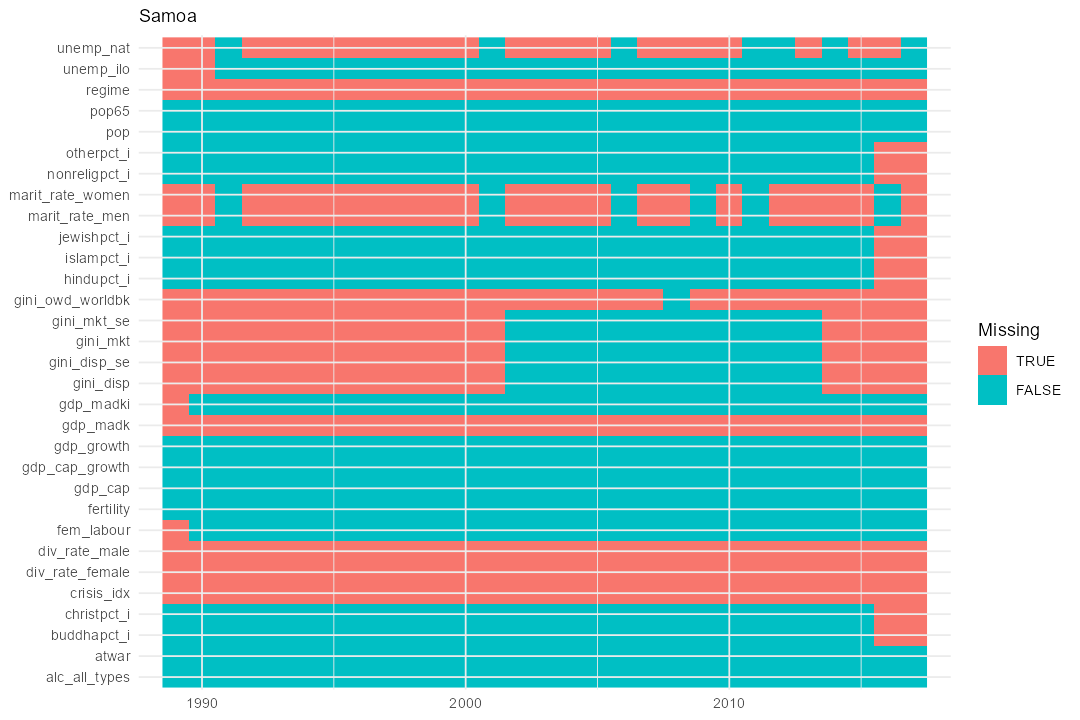 Samoa
unemp_nat
unemp_ilo
regime
pop65
pop
otherpct_i
nonreligpct_i
marit_rate_women
marit_rate_men
jewishpct_i
islampct_i
hindupct_i
gini_owd_worldbk
gini_mkt_se
gini_mkt
gini_disp_se
gini_disp
gdp_madki
gdp_madk
gdp_growth
gdp_cap_growth
gdp_cap
fertility
fem_labour
div_rate_male
div_rate_female
crisis_idx
christpct_i
buddhapct_i
atwar
alc_all_types
1990 2000 2010
Missing
TRUE
FALSE